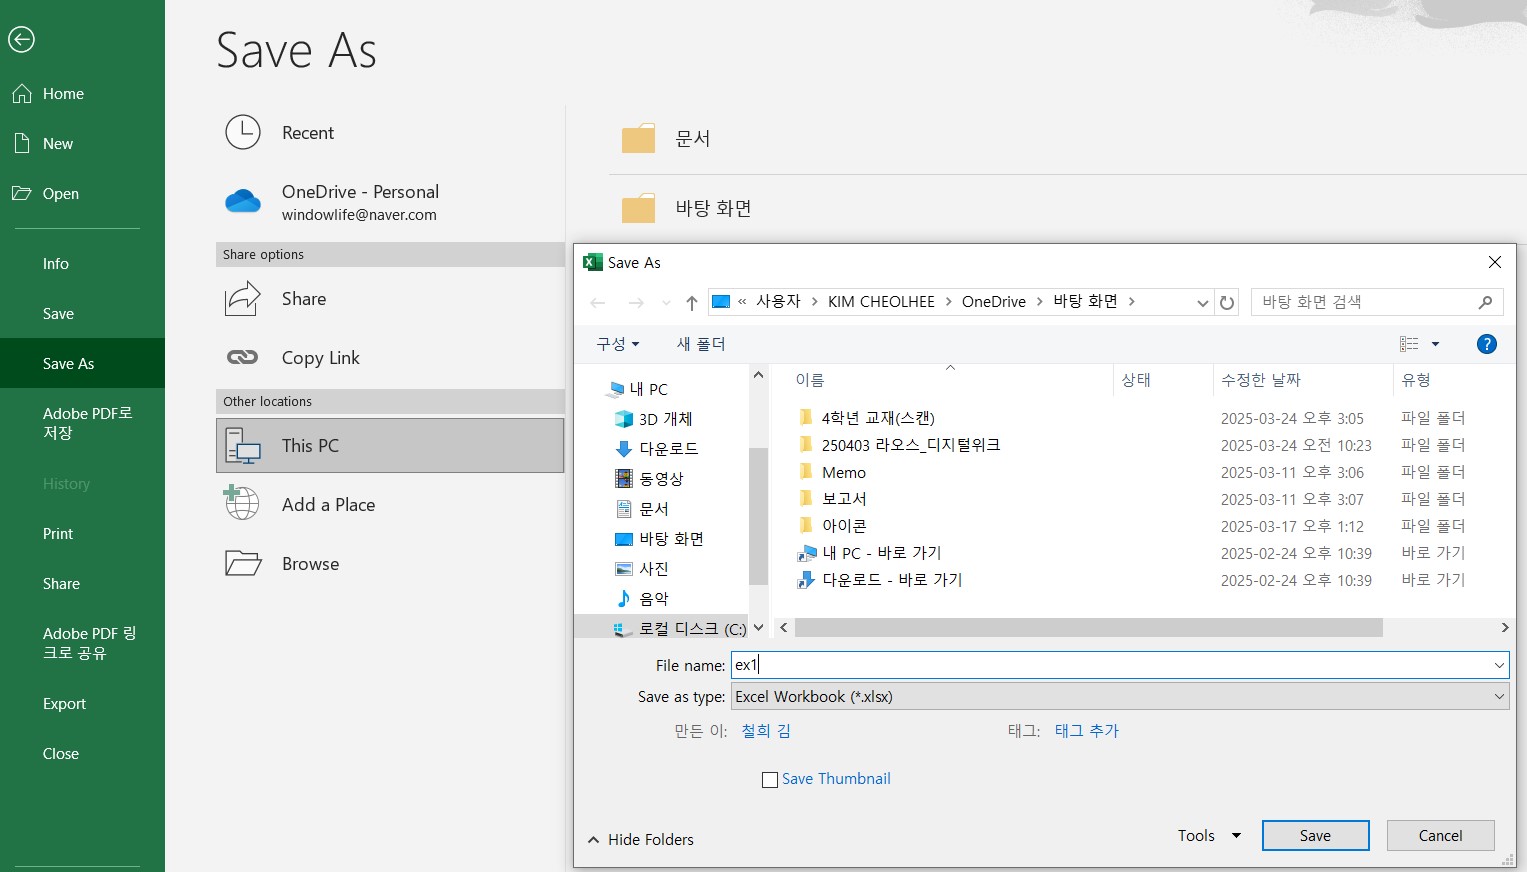 Save As
Home
New
Open
Info
Save
Save As
Adobe PDF로
저장
History
Print
Share
Adobe PDF 링
크로 공유
Export
Close
Recent
OneDrive - Personal
windowlife@naver.com
Share options
Share
Copy Link
Other locations
This PC
Add a Place
Browse
문서
바탕 화면
Save As
« 사용자 › KIM CHEOLHEE › OneDrive › 바탕 화면 ›
바탕 화면 검색
구성 새 폴더
내 PC
3D 개체
다운로드
동영상
문서
바탕 화면
사진
음악
로컬 디스크 (C:)
이름 상태 수정한 날짜 유형
4학년 교재(스캔) 2025-03-24 오후 3:05 파일 폴더
250403 라오스_디지털위크 2025-03-24 오전 10:23 파일 폴더
Memo 2025-03-11 오후 3:06 파일 폴더
보고서 2025-03-11 오후 3:07 파일 폴더
아이콘 2025-03-17 오후 1:12 파일 폴더
내 PC - 바로 가기 2025-02-24 오후 10:39 바로 가기
다운로드 - 바로 가기 2025-02-24 오후 10:39 바로 가기
File name: ex1
Save as type: Excel Workbook (*.xlsx)
만든 이: 철희 김 태그: 태그 추가
Save Thumbnail
Hide Folders
Tools Save Cancel